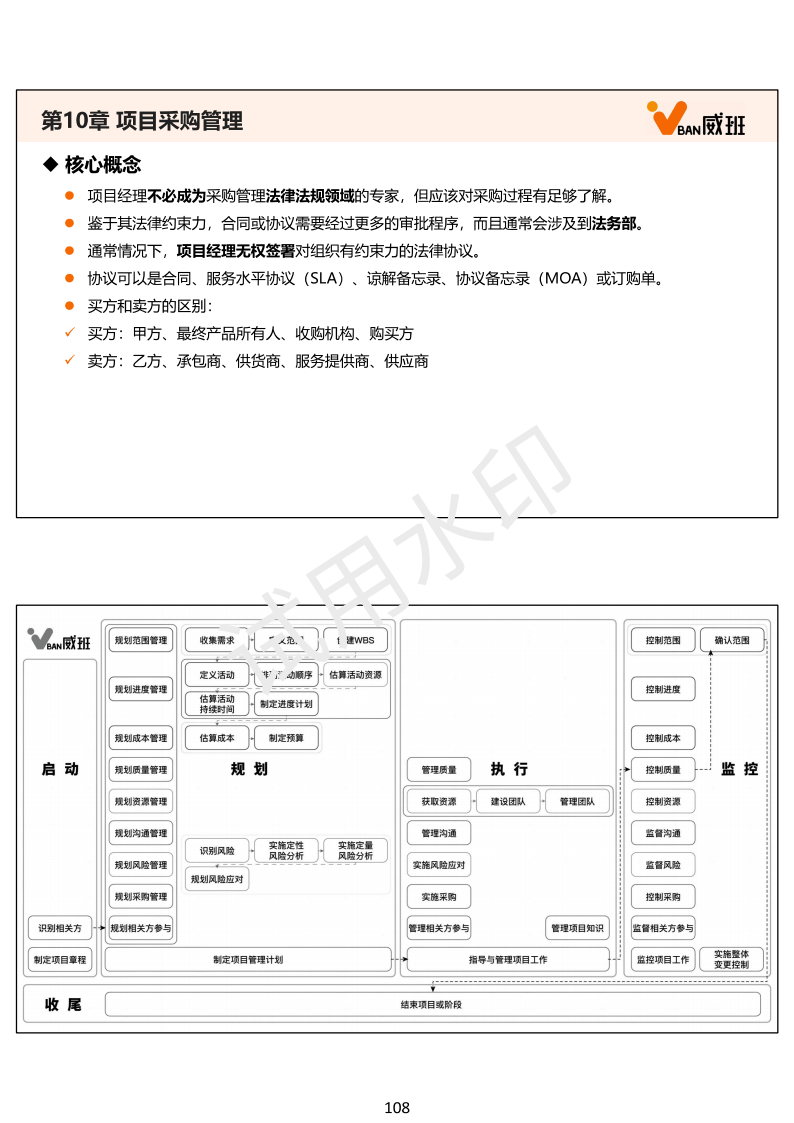 第10章 项目采购管理
VBAN威班
◆ 核心概念
● 项目经理不必成为采购管理法律法规领域的专家，但应该对采购过程有足够了解。
● 鉴于其法律约束力，合同或协议需要经过更多的审批程序，而且通常会涉及到法务部。
● 通常情况下，项目经理无权签署对组织有约束力的法律协议。
● 协议可以是合同、服务水平协议（SLA）、谅解备忘录、协议备忘录（MOA）或订购单。
● 买方和卖方的区别：
✓ 买方：甲方、最终产品所有人、收购机构、购买方
✓ 卖方：乙方、承包商、供货商、服务提供商、供应商
试用水印
VBAN威班
启 动
识别相关方
制定项目章程
规划范围管理
规划进度管理
规划成本管理
规划质量管理
规划资源管理
规划沟通管理
规划风险管理
规划采购管理
规划相关方参与
规 划
收集需求
定义范围
创建WBS
定义活动
排列活动顺序
估算活动资源
估算活动
持续时间
制定进度计划
估算成本
制定预算
识别风险
实施定性
风险分析
实施定量
风险分析
规划风险应对
制定项目管理计划
执 行
管理质量
获取资源
建设团队
管理团队
管理沟通
实施风险应对
实施采购
管理相关方参与
管理项目知识
指导与管理项目工作
监 控
控制范围
确认范围
控制进度
控制成本
控制质量
控制资源
监督沟通
监督风险
控制采购
监督相关方参与
监控项目工作
实施整体
变更控制
收 尾
结束项目或阶段
108